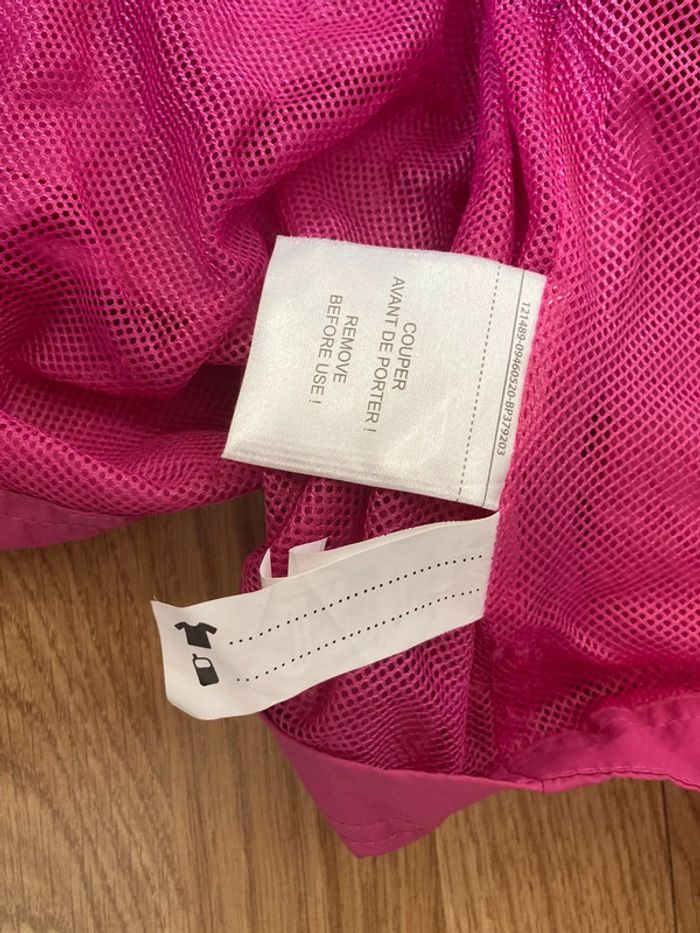 121489-09460520-BP379203
COUPER
AVANT DE PORTER !
REMOVE
BEFORE USE !